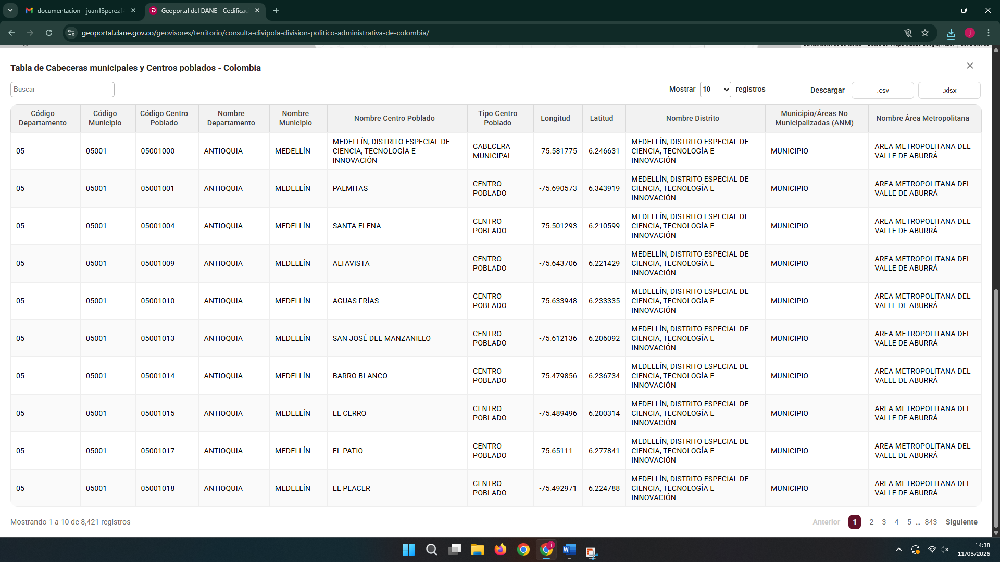 documentacion - juan13perez1
Geoportal del DANE - Codifica
geoportal.dane.gov.co/geovisores/territorio/consulta-divipola-division-politico-administrativa-de-colombia/
j
Tabla de Cabeceras municipales y Centros poblados - Colombia
Buscar
Mostrar 10 registros
Descargar .csv .xlsx
Código Departamento Código Municipio Código Centro Poblado Nombre Departamento Nombre Municipio Nombre Centro Poblado Tipo Centro Poblado Longitud Latitud Nombre Distrito Municipio/Áreas No Municipalizadas (ANM) Nombre Área Metropolitana
05 05001 05001000 ANTIOQUIA MEDELLÍN MEDELLÍN, DISTRITO ESPECIAL DE CIENCIA, TECNOLOGÍA E INNOVACIÓN CABECERA MUNICIPAL -75.581775 6.246631 MEDELLÍN, DISTRITO ESPECIAL DE CIENCIA, TECNOLOGÍA E INNOVACIÓN MUNICIPIO AREA METROPOLITANA DEL VALLE DE ABURRÁ
05 05001 05001001 ANTIOQUIA MEDELLÍN PALMITAS CENTRO POBLADO -75.690573 6.343919 MEDELLÍN, DISTRITO ESPECIAL DE CIENCIA, TECNOLOGÍA E INNOVACIÓN MUNICIPIO AREA METROPOLITANA DEL VALLE DE ABURRÁ
05 05001 05001004 ANTIOQUIA MEDELLÍN SANTA ELENA CENTRO POBLADO -75.501293 6.210599 MEDELLÍN, DISTRITO ESPECIAL DE CIENCIA, TECNOLOGÍA E INNOVACIÓN MUNICIPIO AREA METROPOLITANA DEL VALLE DE ABURRÁ
05 05001 05001009 ANTIOQUIA MEDELLÍN ALTAVISTA CENTRO POBLADO -75.643706 6.221429 MEDELLÍN, DISTRITO ESPECIAL DE CIENCIA, TECNOLOGÍA E INNOVACIÓN MUNICIPIO AREA METROPOLITANA DEL VALLE DE ABURRÁ
05 05001 05001010 ANTIOQUIA MEDELLÍN AGUAS FRÍAS CENTRO POBLADO -75.633948 6.233335 MEDELLÍN, DISTRITO ESPECIAL DE CIENCIA, TECNOLOGÍA E INNOVACIÓN MUNICIPIO AREA METROPOLITANA DEL VALLE DE ABURRÁ
05 05001 05001013 ANTIOQUIA MEDELLÍN SAN JOSÉ DEL MANZANILLO CENTRO POBLADO -75.612136 6.206092 MEDELLÍN, DISTRITO ESPECIAL DE CIENCIA, TECNOLOGÍA E INNOVACIÓN MUNICIPIO AREA METROPOLITANA DEL VALLE DE ABURRÁ
05 05001 05001014 ANTIOQUIA MEDELLÍN BARRO BLANCO CENTRO POBLADO -75.479856 6.236734 MEDELLÍN, DISTRITO ESPECIAL DE CIENCIA, TECNOLOGÍA E INNOVACIÓN MUNICIPIO AREA METROPOLITANA DEL VALLE DE ABURRÁ
05 05001 05001015 ANTIOQUIA MEDELLÍN EL CERRO CENTRO POBLADO -75.489496 6.200314 MEDELLÍN, DISTRITO ESPECIAL DE CIENCIA, TECNOLOGÍA E INNOVACIÓN MUNICIPIO AREA METROPOLITANA DEL VALLE DE ABURRÁ
05 05001 05001017 ANTIOQUIA MEDELLÍN EL PATIO CENTRO POBLADO -75.65111 6.277841 MEDELLÍN, DISTRITO ESPECIAL DE CIENCIA, TECNOLOGÍA E INNOVACIÓN MUNICIPIO AREA METROPOLITANA DEL VALLE DE ABURRÁ
05 05001 05001018 ANTIOQUIA MEDELLÍN EL PLACER CENTRO POBLADO -75.492971 6.224788 MEDELLÍN, DISTRITO ESPECIAL DE CIENCIA, TECNOLOGÍA E INNOVACIÓN MUNICIPIO AREA METROPOLITANA DEL VALLE DE ABURRÁ
Mostrando 1 a 10 de 8,421 registros
Anterior 1 2 3 4 5 ... 843 Siguiente
14:38
11/03/2026